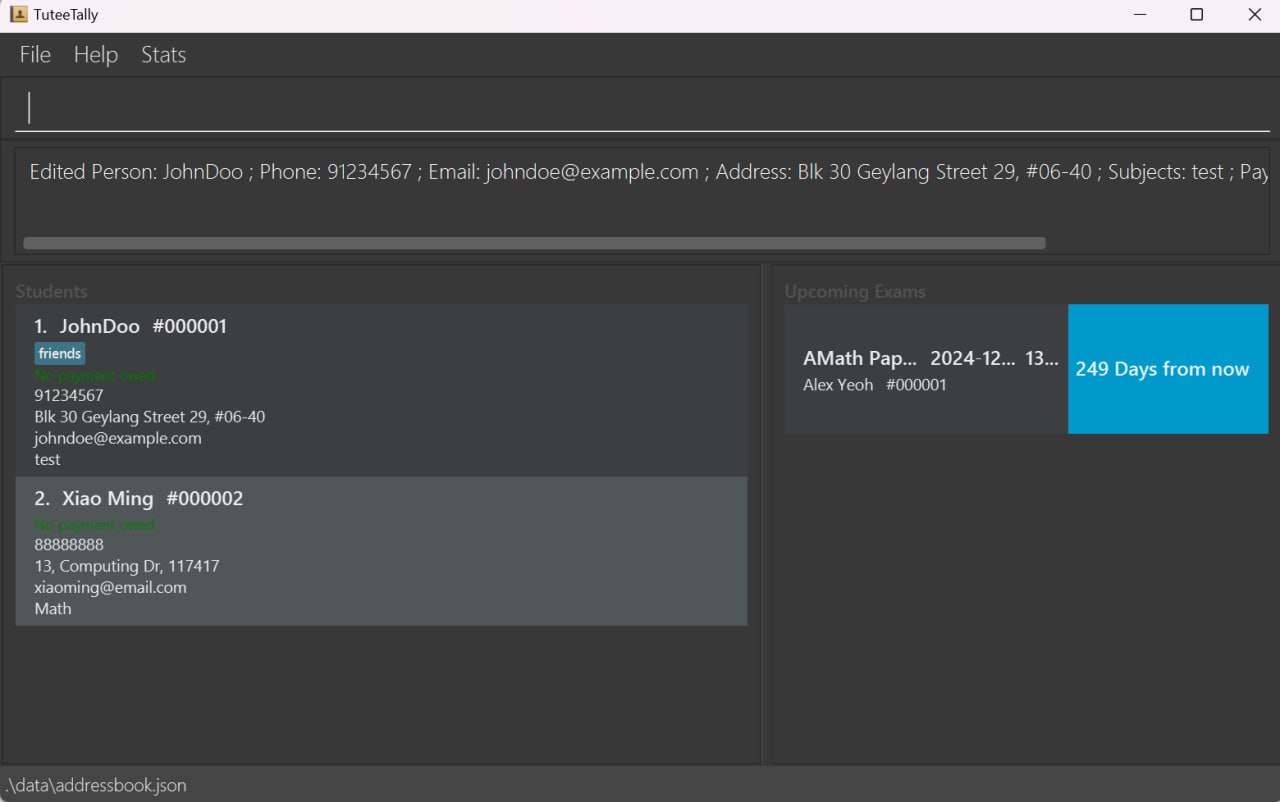 TuteeTally
File Help Stats
Edited Person: JohnDoo ; Phone: 91234567 ; Email: johndoe@example.com ; Address: Blk 30 Geylang Street 29, #06-40 ; Subjects: test ; Pay
Students
1. JohnDoo #000001
friends
No payment owed
91234567
Blk 30 Geylang Street 29, #06-40
johndoe@example.com
test
2. Xiao Ming #000002
No payment owed
88888888
13, Computing Dr, 117417
xiaoming@email.com
Math
Upcoming Exams
AMath Pap... 2024-12... 13...
Alex Yeoh #000001
249 Days from now
.\data\addressbook.json